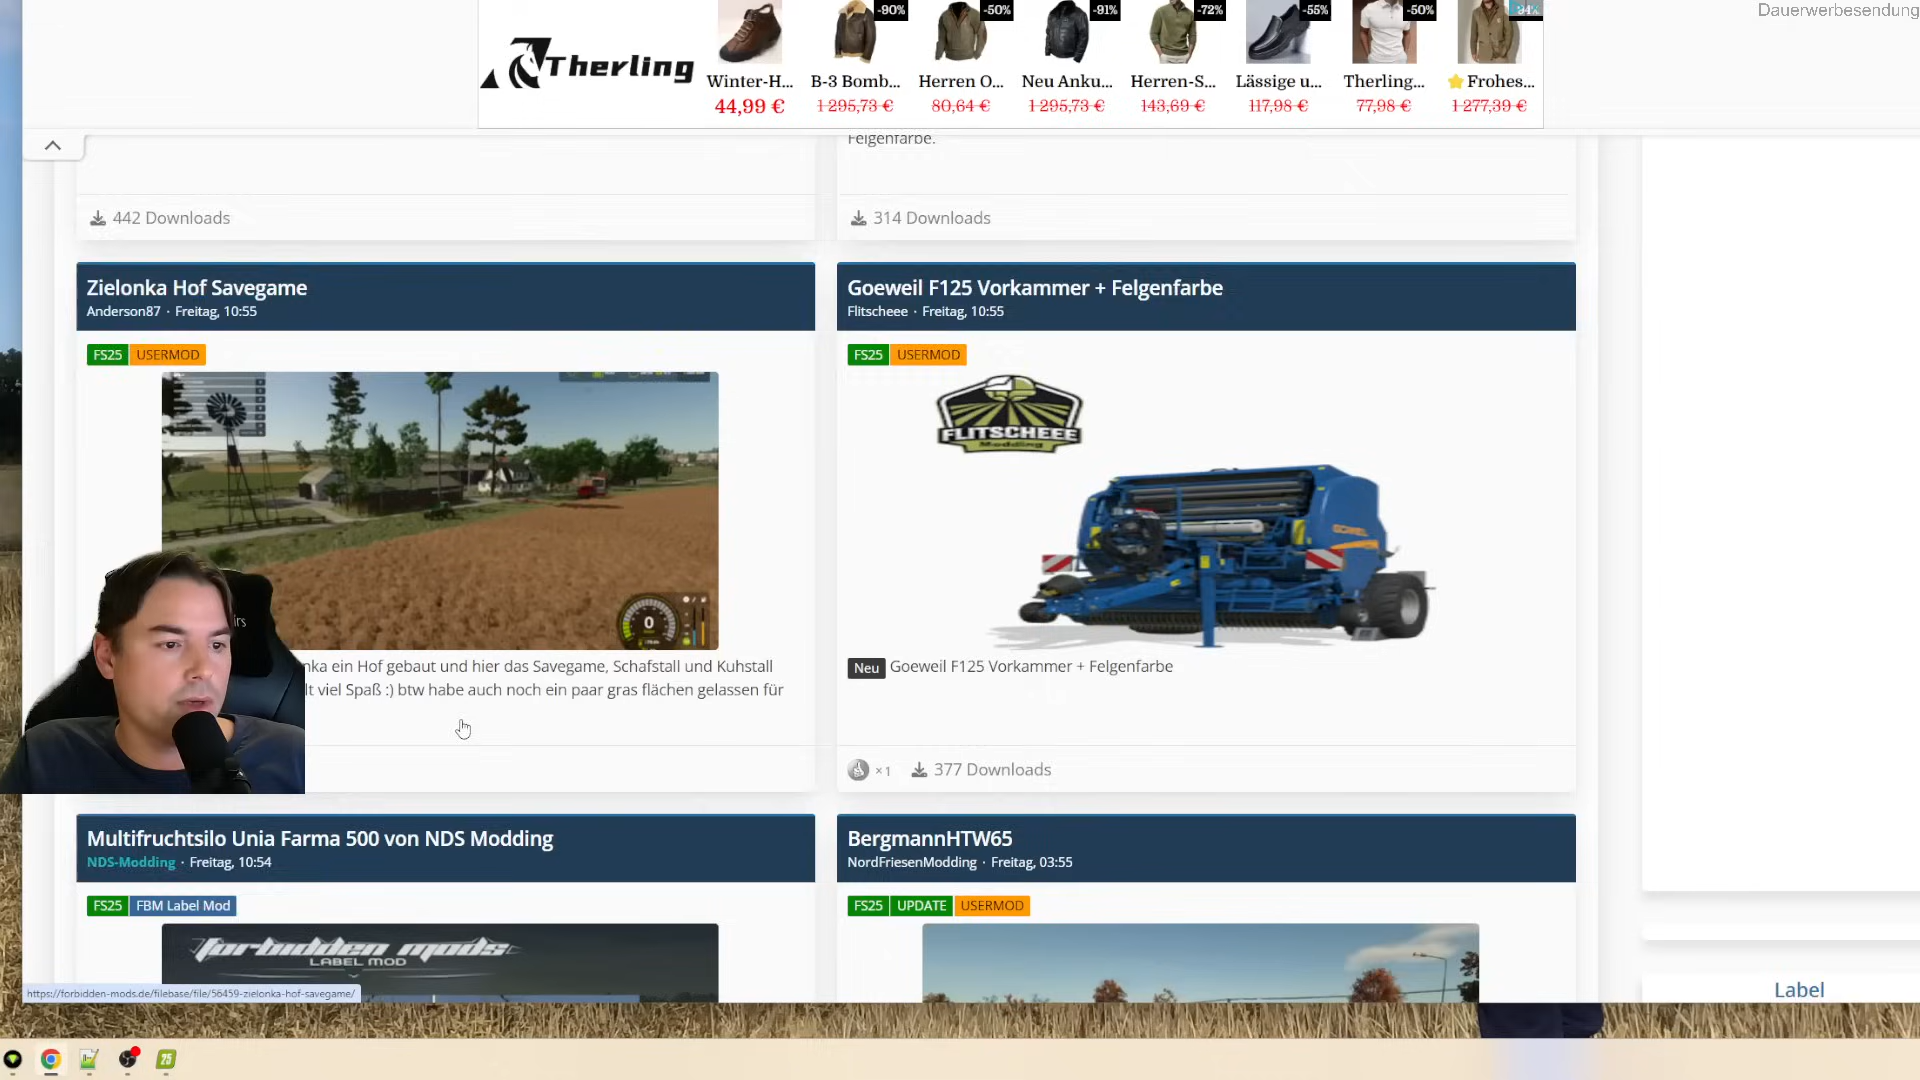 Dauerwerbesendung
Therling
-90%
-50%
-91%
-72%
-55%
-50%
-94%
Winter-H...
B-3 Bomb...
Herren O...
Neu Anku...
Herren-S...
Lässige u...
Therling...
Frohes...
44,99 €
1 295,73 €
80,64 €
1 295,73 €
143,69 €
117,98 €
77,98 €
1 277,39 €
Felgenfarbe.
442 Downloads
314 Downloads
Zielonka Hof Savegame
Anderson87 · Freitag, 10:55
FS25 USERMOD
0
nka ein Hof gebaut und hier das Savegame, Schafstall und Kuhstall
lt viel Spaß :) btw habe auch noch ein paar gras flächen gelassen für
Goeweil F125 Vorkammer + Felgenfarbe
Flitscheee · Freitag, 10:55
FS25 USERMOD
FLITSCHEEE
Modding
GOEWEIL
Neu Goeweil F125 Vorkammer + Felgenfarbe
×1 377 Downloads
Multifruchtsilo Unia Farma 500 von NDS Modding
NDS-Modding · Freitag, 10:54
FS25 FBM Label Mod
forbidden mods
LABEL MOD
BergmannHTW65
NordFriesenModding · Freitag, 03:55
FS25 UPDATE USERMOD
Label
https://forbidden-mods.de/filebase/file/56459-zielonka-hof-savegame/
25